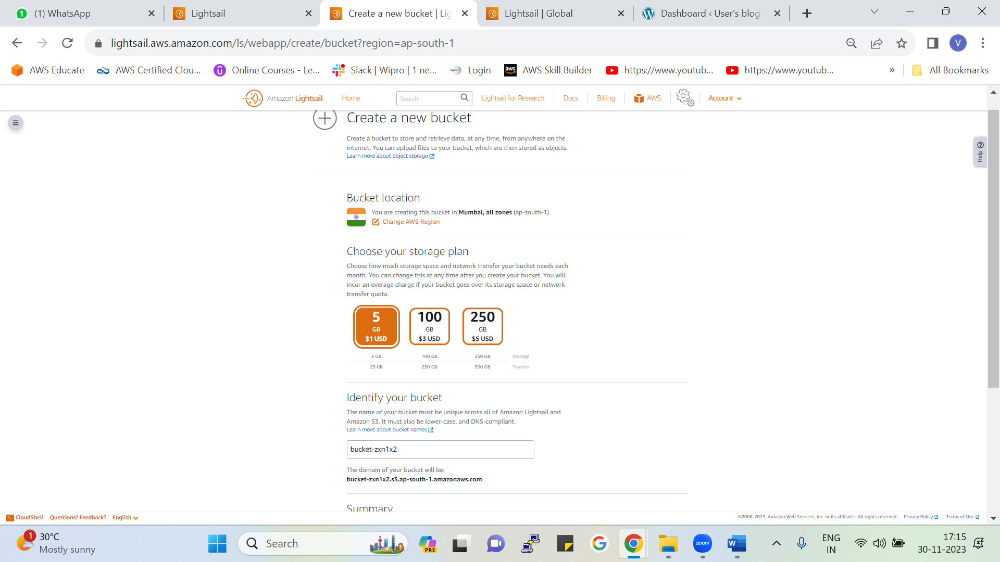 (1) WhatsApp
Lightsail
Create a new bucket | Lig
Lightsail | Global
Dashboard ‹ User's blog
lightsail.aws.amazon.com/ls/webapp/create/bucket?region=ap-south-1
V
AWS Educate
AWS Certified Clou...
Online Courses - Le...
Slack | Wipro | 1 ne...
Login
AWS Skill Builder
https://www.youtub...
https://www.youtub...
»
All Bookmarks
Amazon Lightsail
Home
Search
Lightsail for Research
Docs
Billing
AWS
Account
Create a new bucket
Create a bucket to store and retrieve data, at any time, from anywhere on the
internet. You can upload files to your bucket, which are then stored as objects.
Learn more about object storage
Help
Bucket location
You are creating this bucket in Mumbai, all zones (ap-south-1)
Change AWS Region
Choose your storage plan
Choose how much storage space and network transfer your bucket needs each
month. You can change this at any time after you create your bucket. You will
incur an overage charge if your bucket goes over its storage space or network
transfer quota.
5 100 250
GB GB GB
$1 USD $3 USD $5 USD
5 GB 100 GB 250 GB Storage
25 GB 250 GB 500 GB Transfer
Identify your bucket
The name of your bucket must be unique across all of Amazon Lightsail and
Amazon S3. It must also be lower-case, and DNS-compliant.
Learn more about bucket names
bucket-zxn1x2
The domain of your bucket will be:
bucket-zxn1x2.s3.ap-south-1.amazonaws.com
Summary
CloudShell Questions? Feedback? English
©2008-2023, Amazon Web Services, Inc. or its affiliates. All rights reserved. Privacy Policy Terms of Use
1
30°C
Mostly sunny
Search
PRE
zoom
W
ENG
IN
17:15
30-11-2023